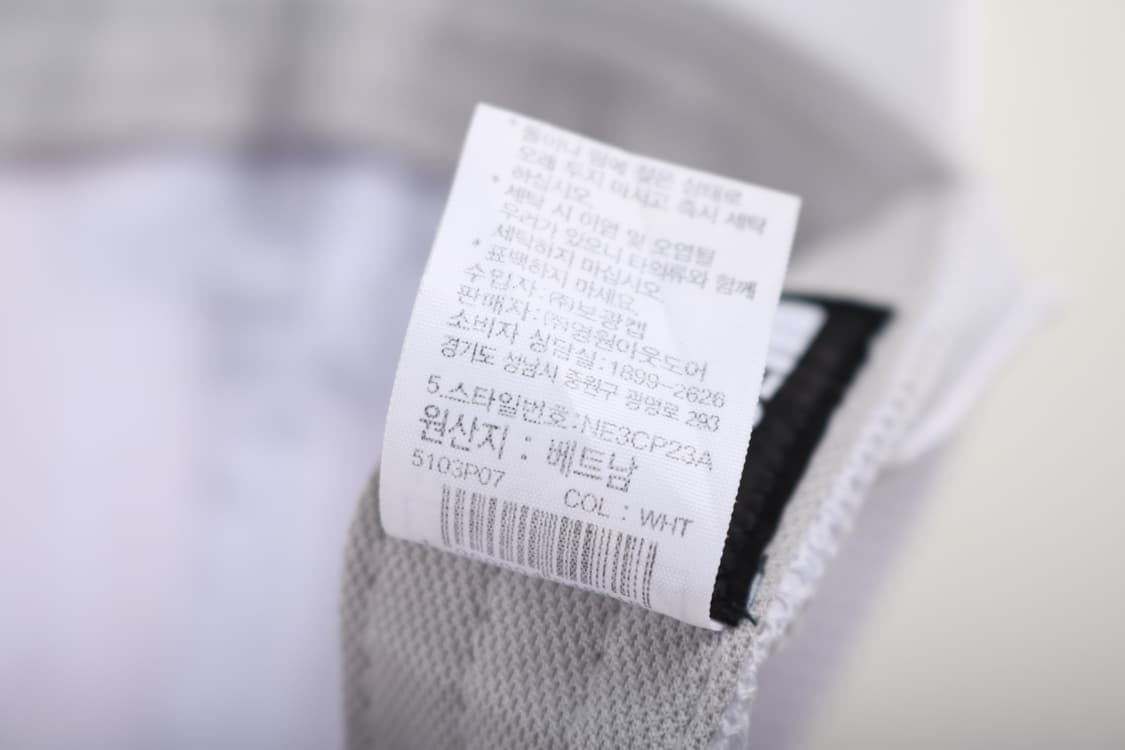 오래 두지 마시고 즉시 세탁
하십시오.
* 세탁 시 이염 및 오염될
우려가 있으니 타의류와 함께
세탁하지 마십시오.
* 표백하지 마세요.
수입자 : (주)보광캡
판매자 : (주)영원아웃도어
소비자 상담실 : 1899-2626
경기도 성남시 중원구 광명로 293
5.스타일번호:NE3CP23A
원산지 : 베트남
5103P07 COL : WHT